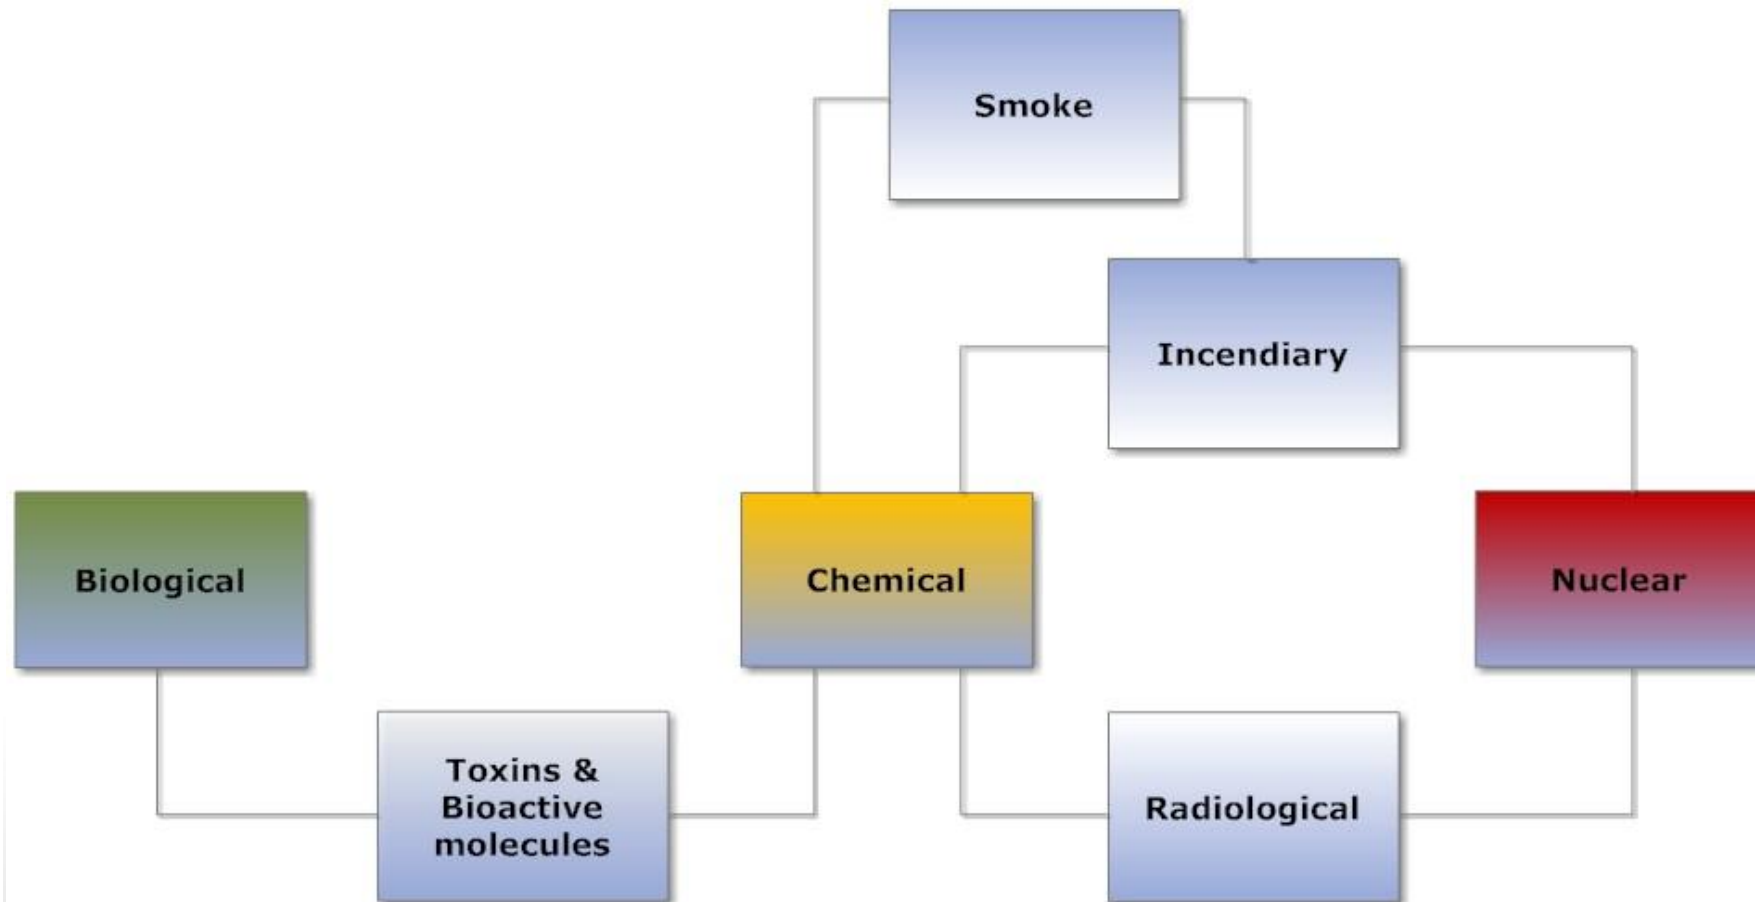 Smoke
Incendiary
Biological
Chemical
Nuclear
Toxins &
Bioactive
molecules
Radiological